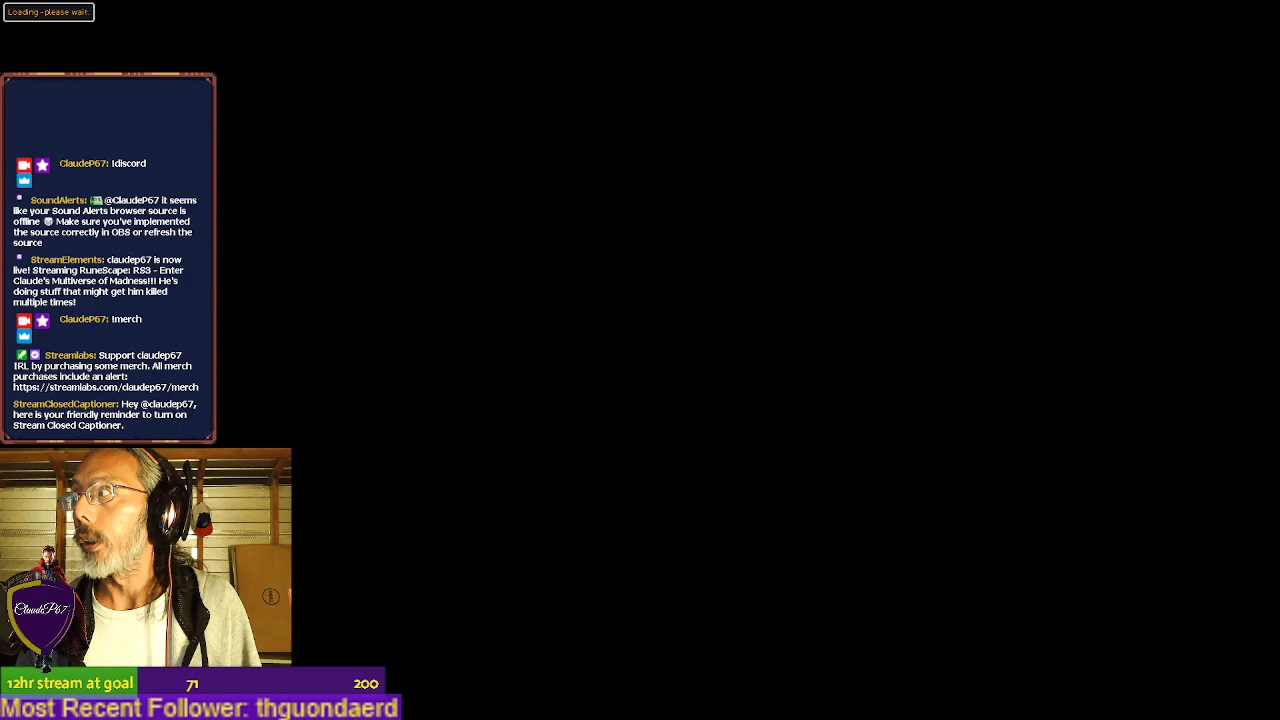 Loading - please wait.
ClaudeP67: !discord
SoundAlerts: @ClaudeP67 it seems
like your Sound Alerts browser source is
offline Make sure you've implemented
the source correctly in OBS or refresh the
source
StreamElements: claudep67 is now
live! Streaming RuneScape: RS3 - Enter
Claude's Multiverse of Madness!!! He's
doing stuff that might get him killed
multiple times!
ClaudeP67: !merch
Streamlabs: Support claudep67
IRL by purchasing some merch. All merch
purchases include an alert:
https://streamlabs.com/claudep67/merch
StreamClosedCaptioner: Hey @claudep67,
here is your friendly reminder to turn on
Stream Closed Captioner.
DELL
ClaudeP67
12hr stream at goal 71 200
Most Recent Follower: thguondaerd